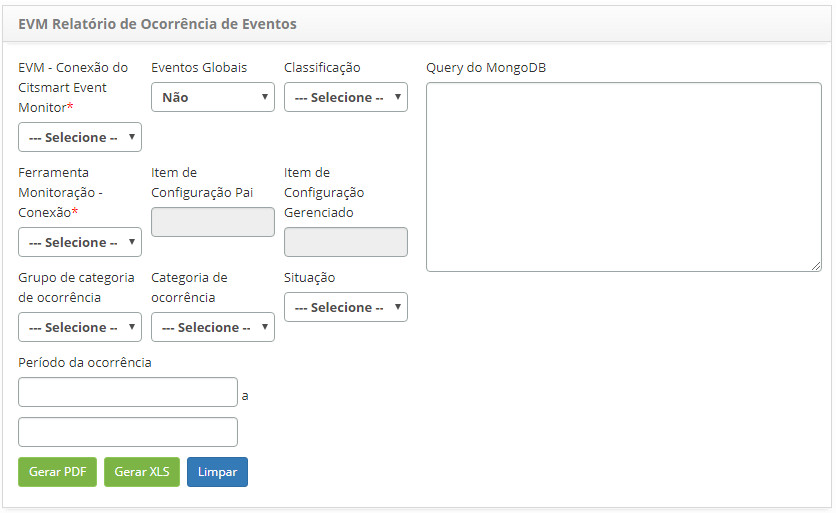 EVM Relatório de Ocorrência de Eventos
EVM - Conexão do
Citsmart Event
Monitor*
--- Selecione --
Eventos Globais
Não
Classificação
--- Selecione --
Query do MongoDB
Ferramenta
Monitoração -
Conexão*
--- Selecione --
Item de
Configuração Pai
Item de
Configuração
Gerenciado
Grupo de categoria
de ocorrência
--- Selecione --
Categoria de
ocorrência
--- Selecione --
Situação
--- Selecione --
Período da ocorrência
a
Gerar PDF
Gerar XLS
Limpar